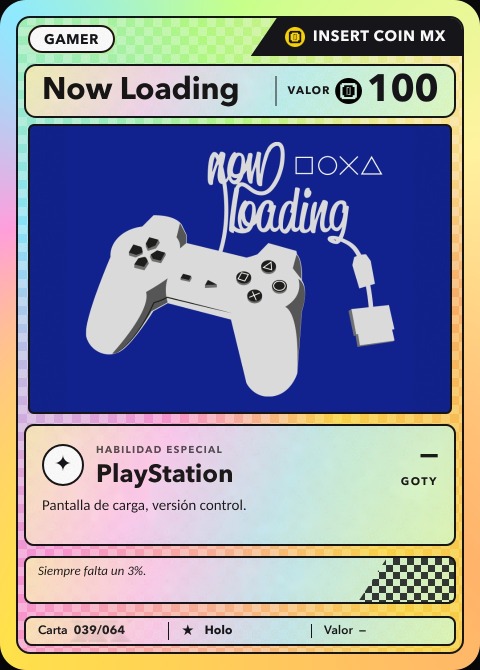 GAMER
INSERT COIN MX
Now Loading
VALOR 100
now □○×△
loading
HABILIDAD ESPECIAL
PlayStation
–
GOTY
Pantalla de carga, versión control.
Siempre falta un 3%.
Carta 039/064 ★ Holo Valor –